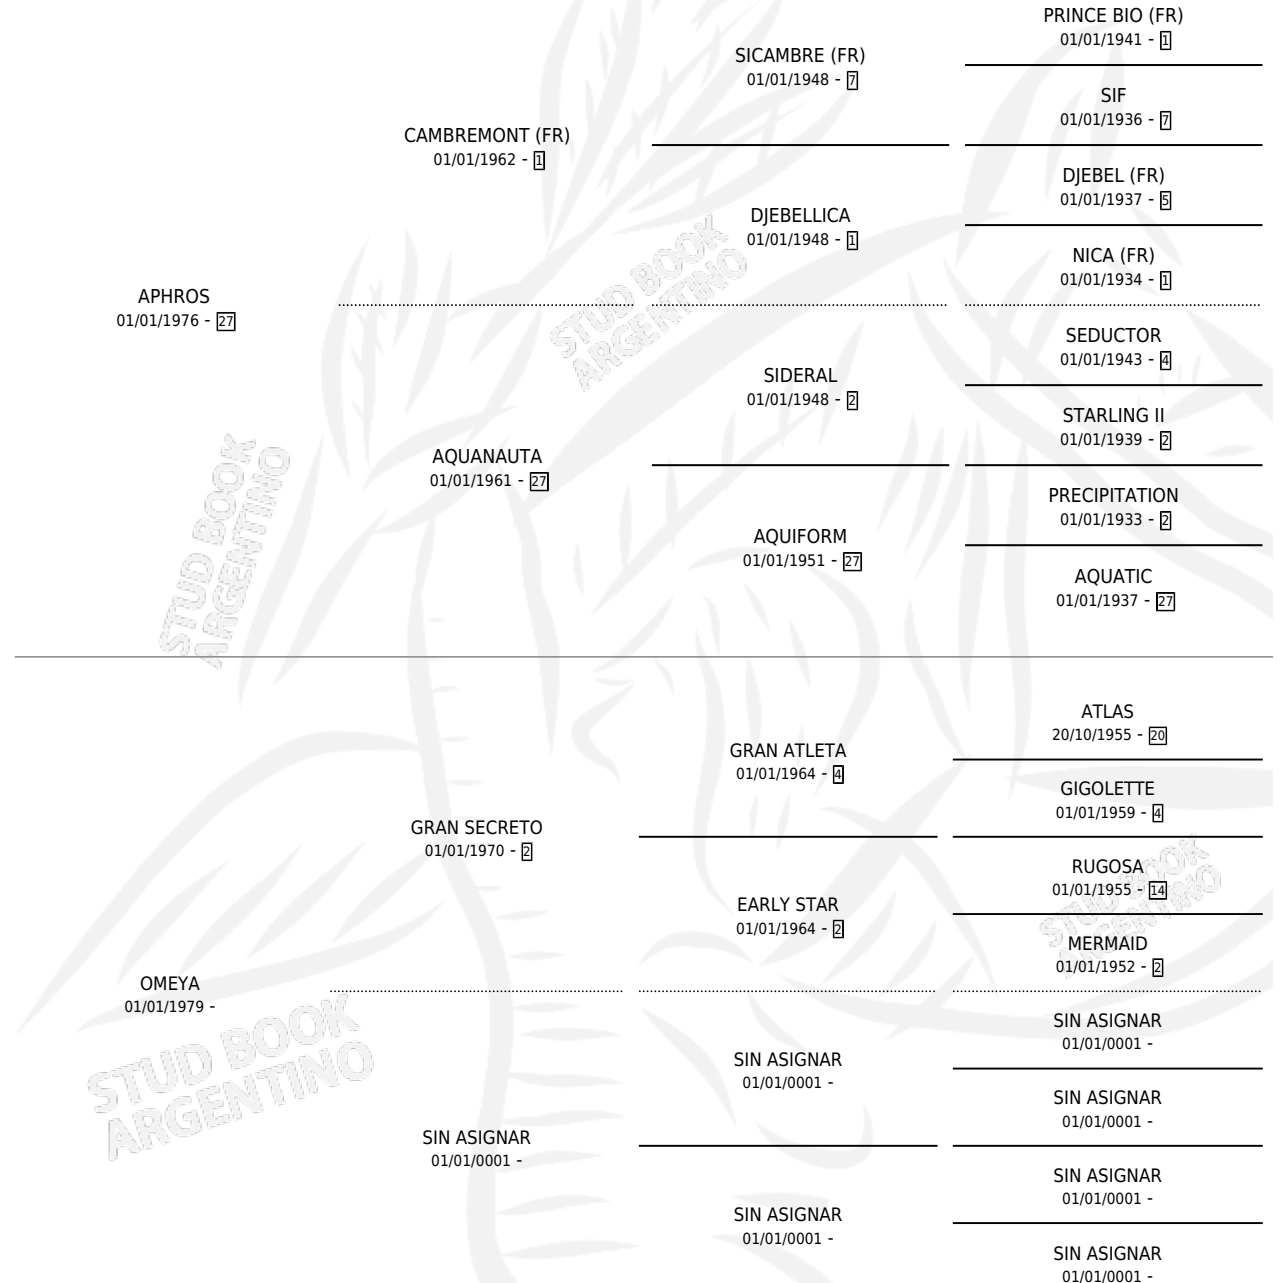 PRINCE BIO (FR)
01/01/1941 - 1
SICAMBRE (FR)
01/01/1948 - 7
SIF
01/01/1936 - 7
CAMBREMONT (FR)
01/01/1962 - 1
DJEBEL (FR)
01/01/1937 - 5
DJEBELLICA
01/01/1948 - 1
NICA (FR)
01/01/1934 - 1
APHROS
01/01/1976 - 27
SEDUCTOR
01/01/1943 - 4
SIDERAL
01/01/1948 - 2
STARLING II
01/01/1939 - 2
AQUANAUTA
01/01/1961 - 27
PRECIPITATION
01/01/1933 - 2
AQUIFORM
01/01/1951 - 27
AQUATIC
01/01/1937 - 27
ATLAS
20/10/1955 - 20
GRAN ATLETA
01/01/1964 - 4
GIGOLETTE
01/01/1959 - 4
GRAN SECRETO
01/01/1970 - 2
RUGOSA
01/01/1955 - 14
EARLY STAR
01/01/1964 - 2
MERMAID
01/01/1952 - 2
OMEYA
01/01/1979 -
SIN ASIGNAR
01/01/0001 -
SIN ASIGNAR
01/01/0001 -
SIN ASIGNAR
01/01/0001 -
SIN ASIGNAR
01/01/0001 -
SIN ASIGNAR
01/01/0001 -
SIN ASIGNAR
01/01/0001 -
SIN ASIGNAR
01/01/0001 -
STUD BOOK
ARGENTINO
STUD BOOK
ARGENTINO
STUD BOOK
ARGENTINO
STUD BOOK
ARGENTINO